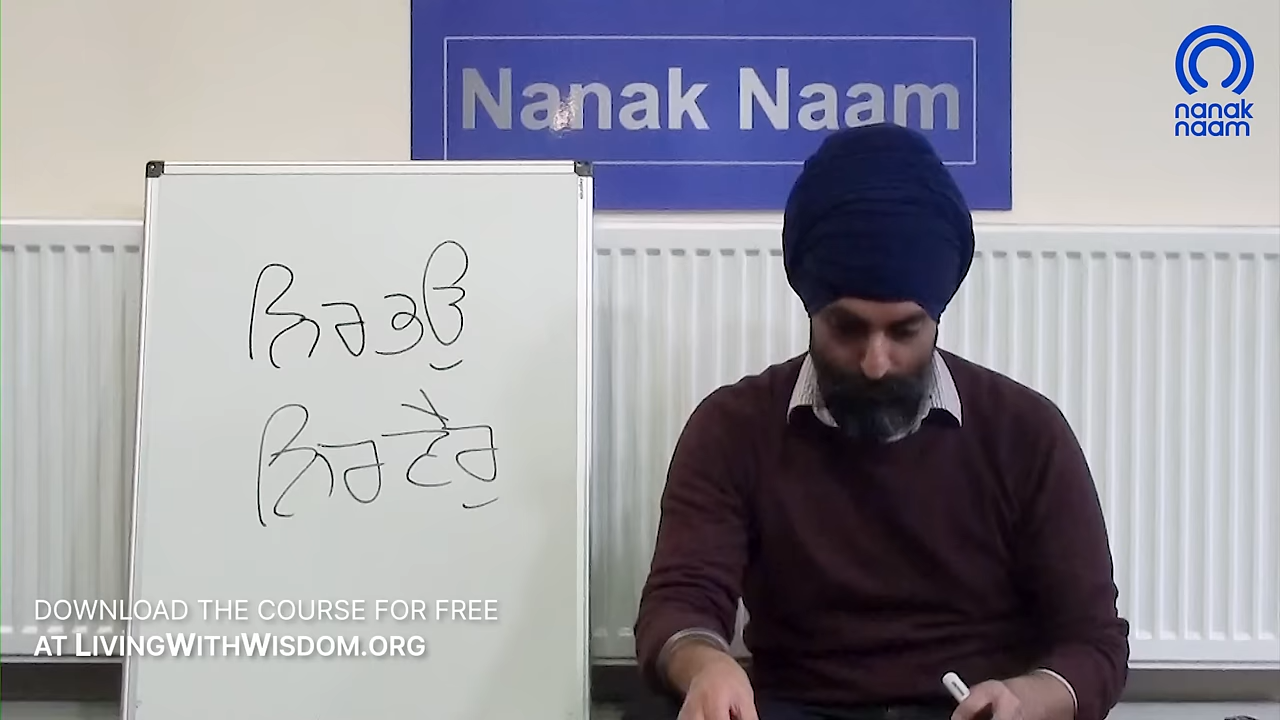 Nanak Naam
nanak
naam
ਨਿਰਭਉ
ਨਿਰਵੈਰੁ
DOWNLOAD THE COURSE FOR FREE
AT LIVINGWITHWISDOM.ORG